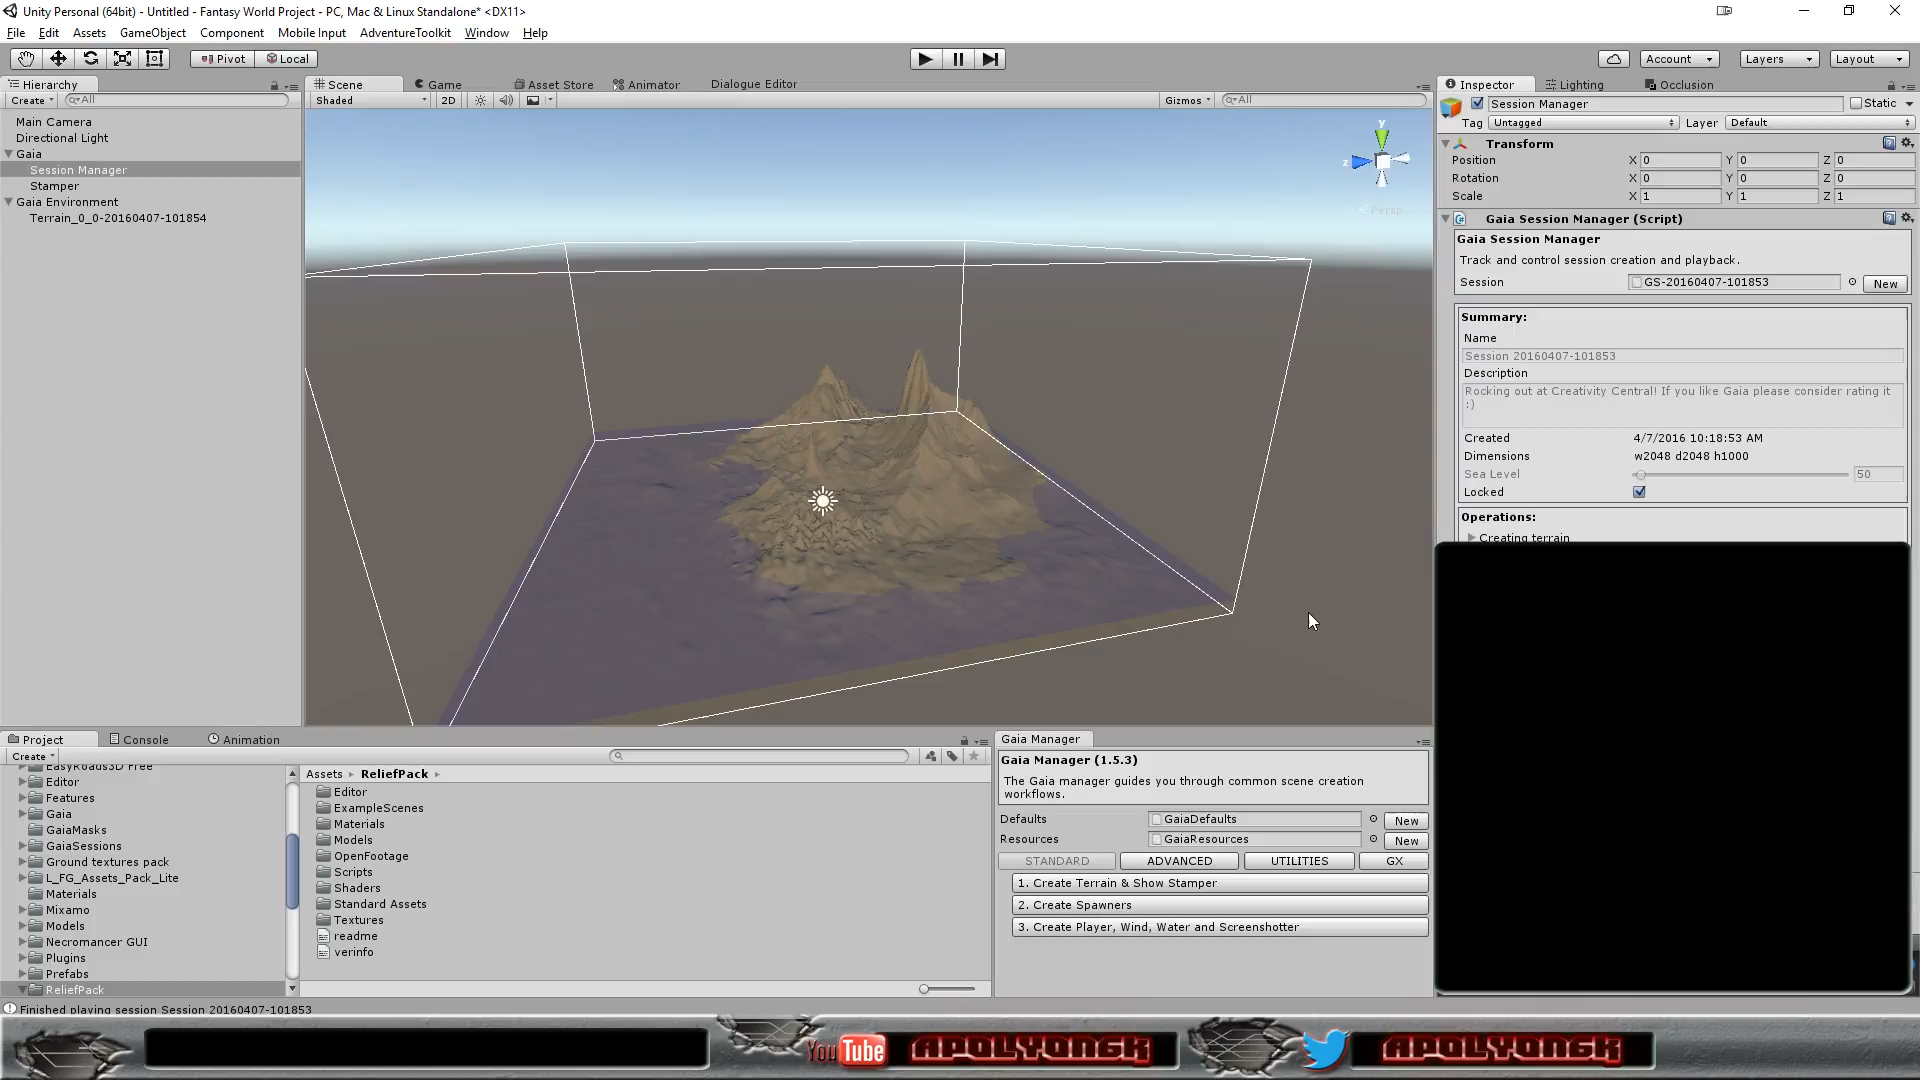 Unity Personal (64bit) - Untitled - Fantasy World Project - PC, Mac & Linux Standalone* <DX11>
File Edit Assets GameObject Component Mobile Input AdventureToolkit Window Help
Pivot Local Account Layers Layout
Hierarchy
Create All
Main Camera
Directional Light
Gaia
Session Manager
Stamper
Gaia Environment
Terrain_0_0-20160407-101854
Scene Game Asset Store Animator Dialogue Editor
Shaded 2D Gizmos All
y
z
Persp
Inspector Lighting Occlusion
Session Manager Static
Tag Untagged Layer Default
Transform
Position X 0 Y 0 Z 0
Rotation X 0 Y 0 Z 0
Scale X 1 Y 1 Z 1
Gaia Session Manager (Script)
Gaia Session Manager
Track and control session creation and playback.
Session GS-20160407-101853 New
Summary:
Name
Session 20160407-101853
Description
Rocking out at Creativity Central! If you like Gaia please consider rating it
:)
Created 4/7/2016 10:18:53 AM
Dimensions w2048 d2048 h1000
Sea Level 50
Locked
Operations:
Creating terrain
Project Console Animation
Create
EasyRoads3D Free
Editor
Features
Gaia
GaiaMasks
GaiaSessions
Ground textures pack
L_FG_Assets_Pack_Lite
Materials
Mixamo
Models
Necromancer GUI
Plugins
Prefabs
ReliefPack
Assets ReliefPack
Editor
ExampleScenes
Materials
Models
OpenFootage
Scripts
Shaders
Standard Assets
Textures
readme
verinfo
Gaia Manager
Gaia Manager (1.5.3)
The Gaia manager guides you through common scene creation
workflows.
Defaults GaiaDefaults New
Resources GaiaResources New
STANDARD ADVANCED UTILITIES GX
1. Create Terrain & Show Stamper
2. Create Spawners
3. Create Player, Wind, Water and Screenshotter
Finished playing session Session 20160407-101853
YouTube APOLYONGK APOLYONGK